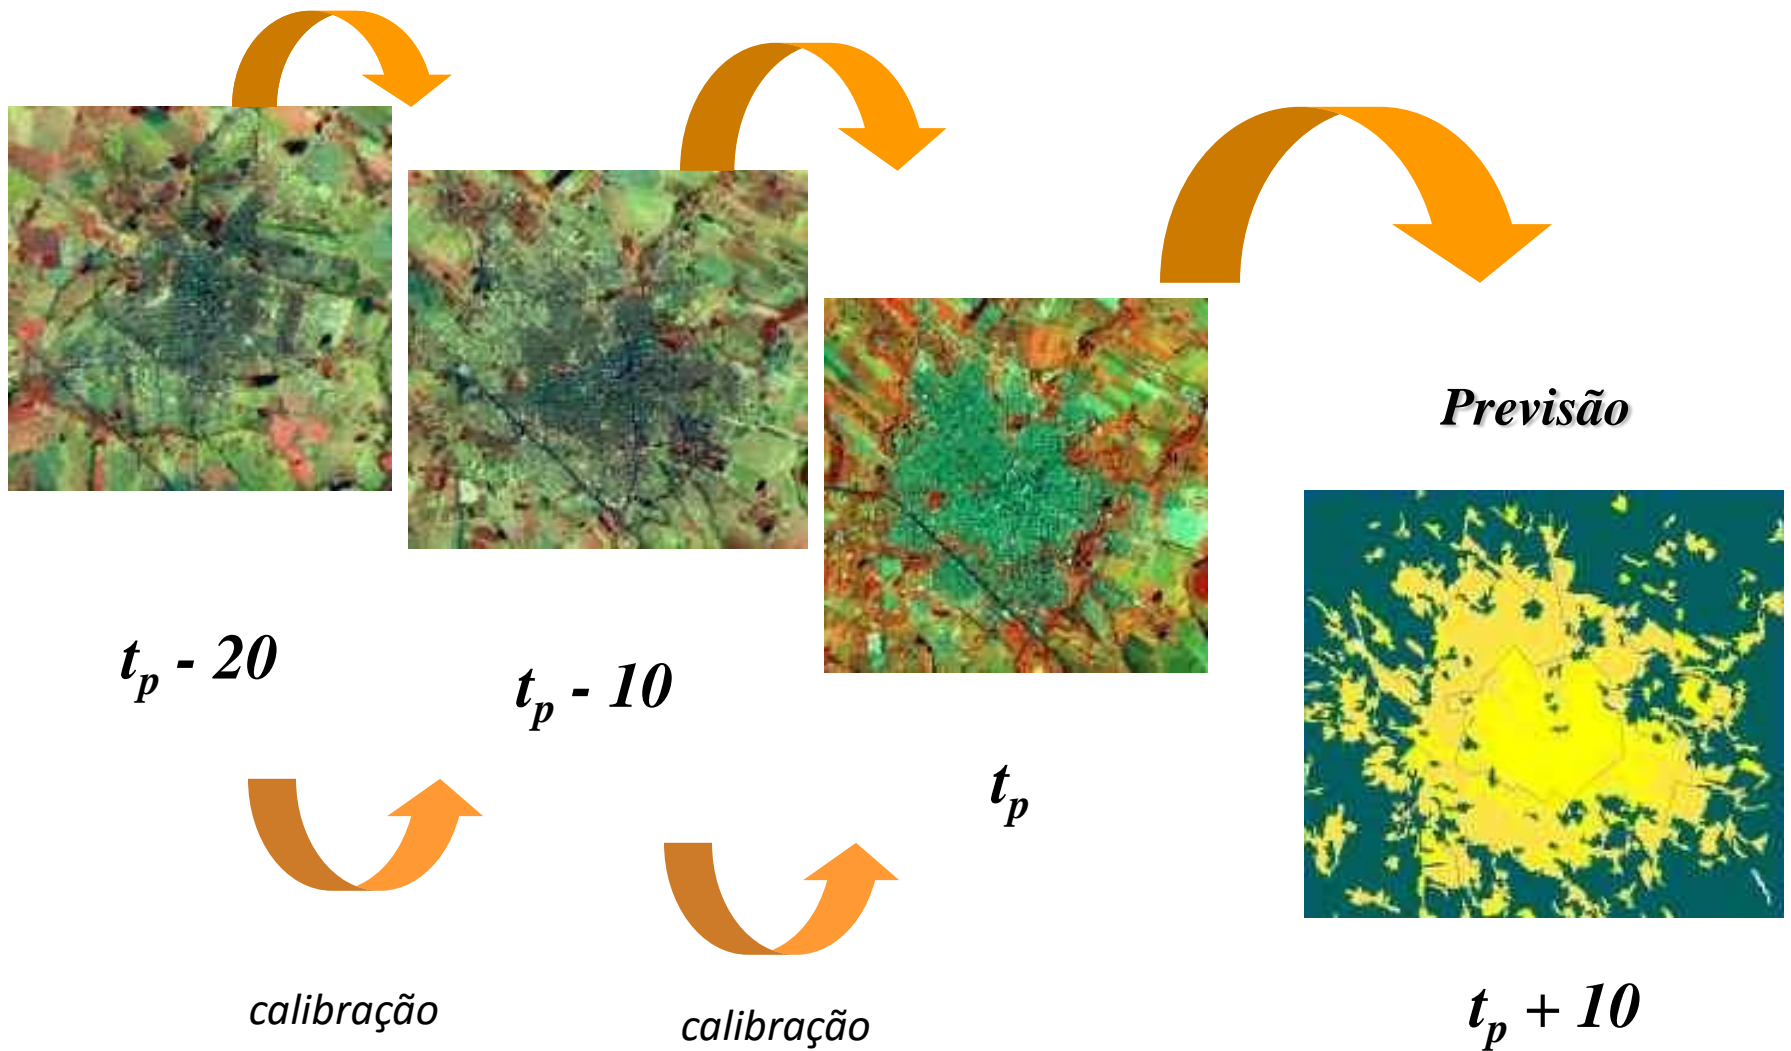 Previsão
t_p - 20
t_p - 10
t_p
calibração
calibração
t_p + 10